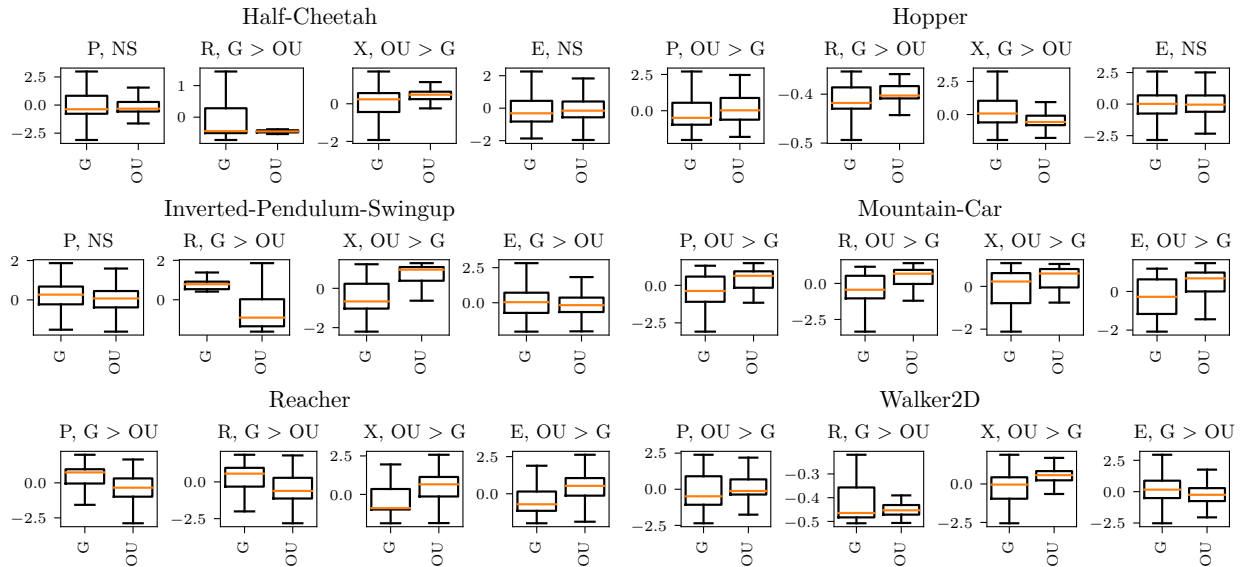 Half-Cheetah
Hopper
P, NS
R, G > OU
X, OU > G
E, NS
P, OU > G
R, G > OU
X, G > OU
E, NS
2.5
0.0
−2.5
1
0
0
−2
2
0
−2
2.5
0.0
−0.4
−0.5
2.5
0.0
2.5
0.0
−2.5
G
OU
G
OU
G
OU
G
OU
G
OU
G
OU
G
OU
G
OU
Inverted-Pendulum-Swingup
Mountain-Car
P, NS
R, G > OU
X, OU > G
E, G > OU
P, OU > G
R, OU > G
X, OU > G
E, OU > G
2
0
2
0
0
−2
2.5
0.0
0.0
−2.5
0.0
−2.5
0
−2
0
−2
G
OU
G
OU
G
OU
G
OU
G
OU
G
OU
G
OU
G
OU
Reacher
Walker2D
P, G > OU
R, G > OU
X, OU > G
E, OU > G
P, OU > G
R, G > OU
X, OU > G
E, G > OU
0.0
−2.5
0.0
−2.5
2.5
0.0
2.5
0.0
2.5
0.0
−2.5
−0.3
−0.4
−0.5
0.0
−2.5
2.5
0.0
−2.5
G
OU
G
OU
G
OU
G
OU
G
OU
G
OU
G
OU
G
OU